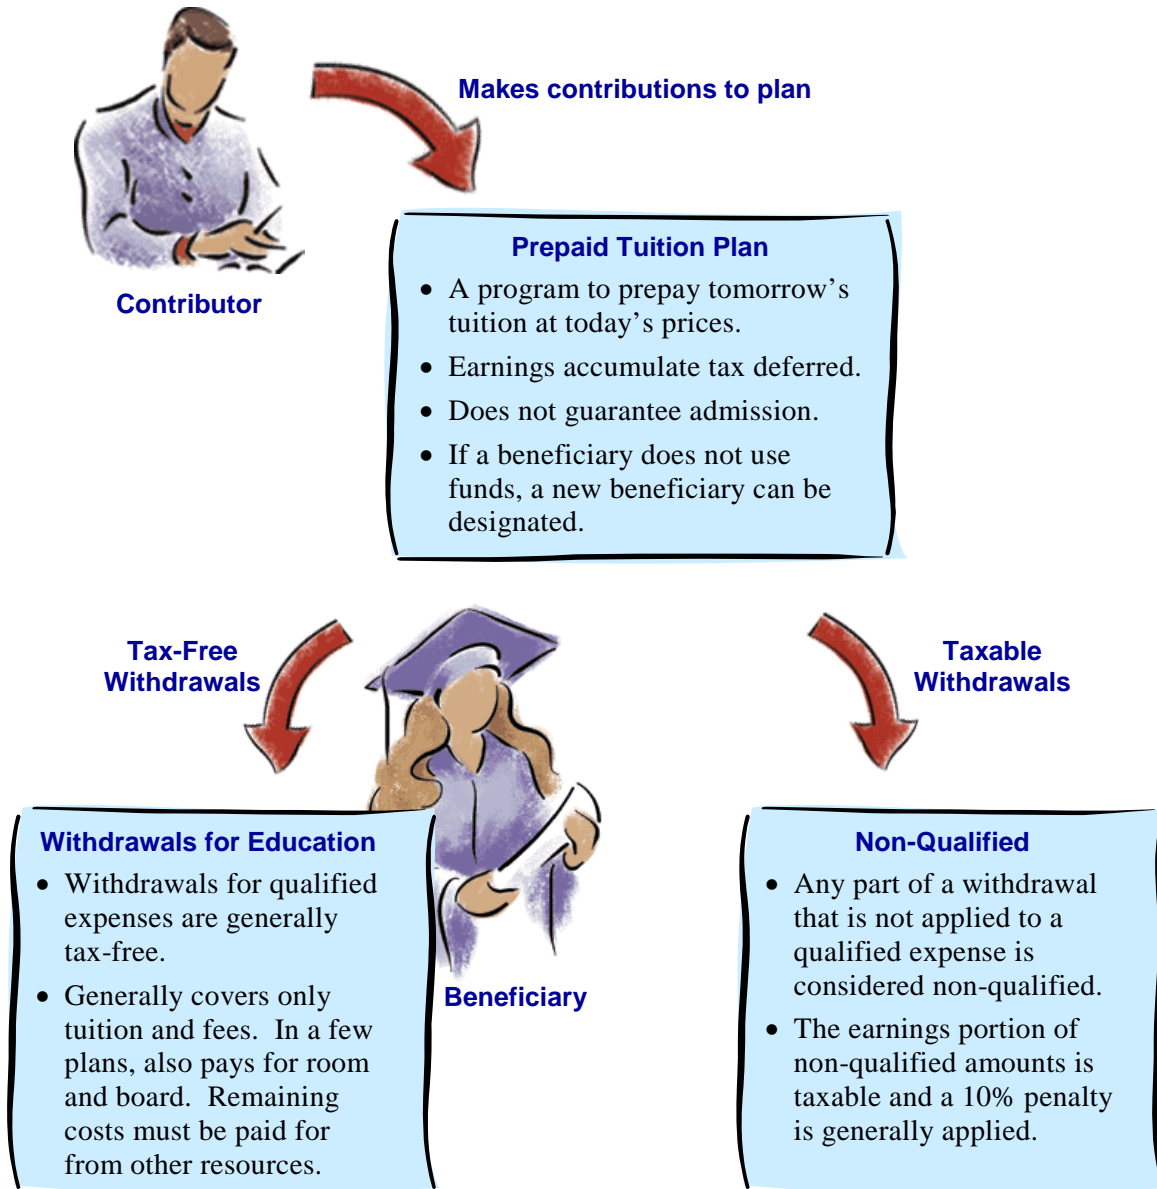 Makes contributions to plan
Contributor
Prepaid Tuition Plan
• A program to prepay tomorrow’s
tuition at today’s prices.
• Earnings accumulate tax deferred.
• Does not guarantee admission.
• If a beneficiary does not use
funds, a new beneficiary can be
designated.
Tax-Free
Withdrawals
Taxable
Withdrawals
Withdrawals for Education
• Withdrawals for qualified
expenses are generally
tax-free.
• Generally covers only
tuition and fees.  In a few
plans, also pays for room
and board.  Remaining
costs must be paid for
from other resources.
Beneficiary
Non-Qualified
• Any part of a withdrawal
that is not applied to a
qualified expense is
considered non-qualified.
• The earnings portion of
non-qualified amounts is
taxable and a 10% penalty
is generally applied.